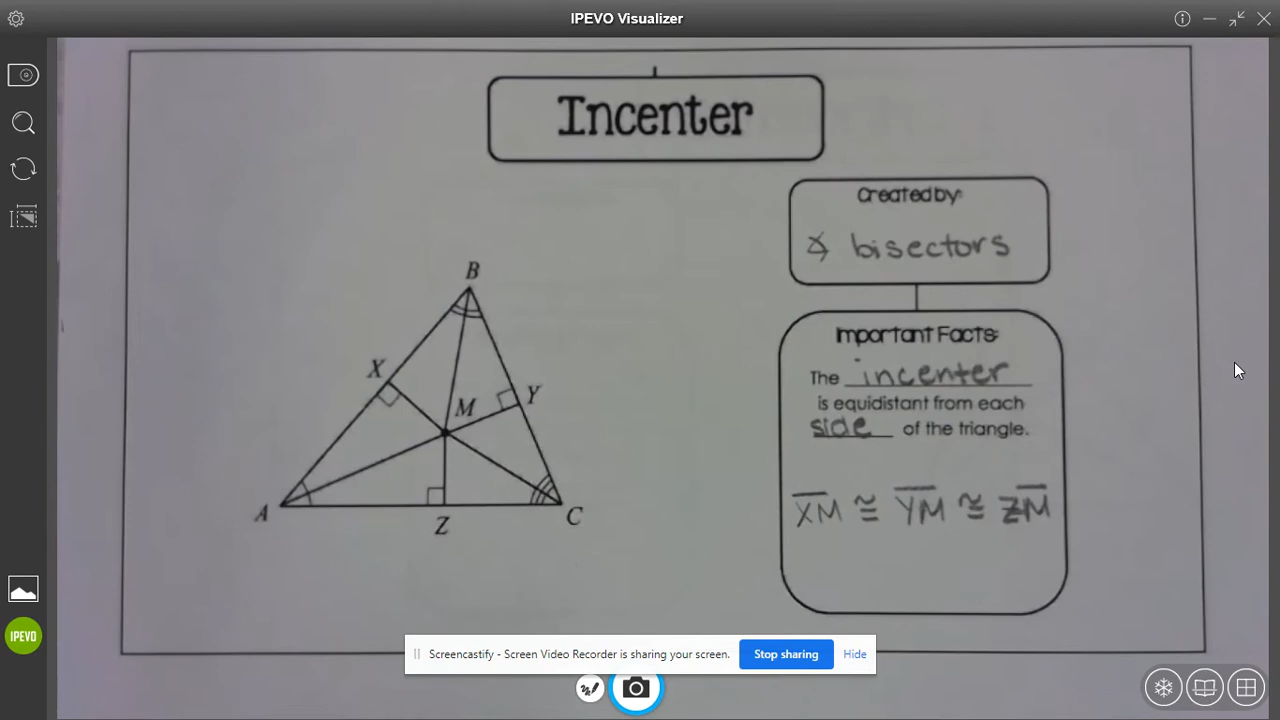 IPEVO Visualizer
Incenter
Created by:
∡ bisectors
Important Facts:
The incenter
is equidistant from each
side of the triangle.
XM ≅ YM ≅ ZM
B
X
Y
M
A
Z
C
IPEVO
Screencastify - Screen Video Recorder is sharing your screen.
Stop sharing
Hide